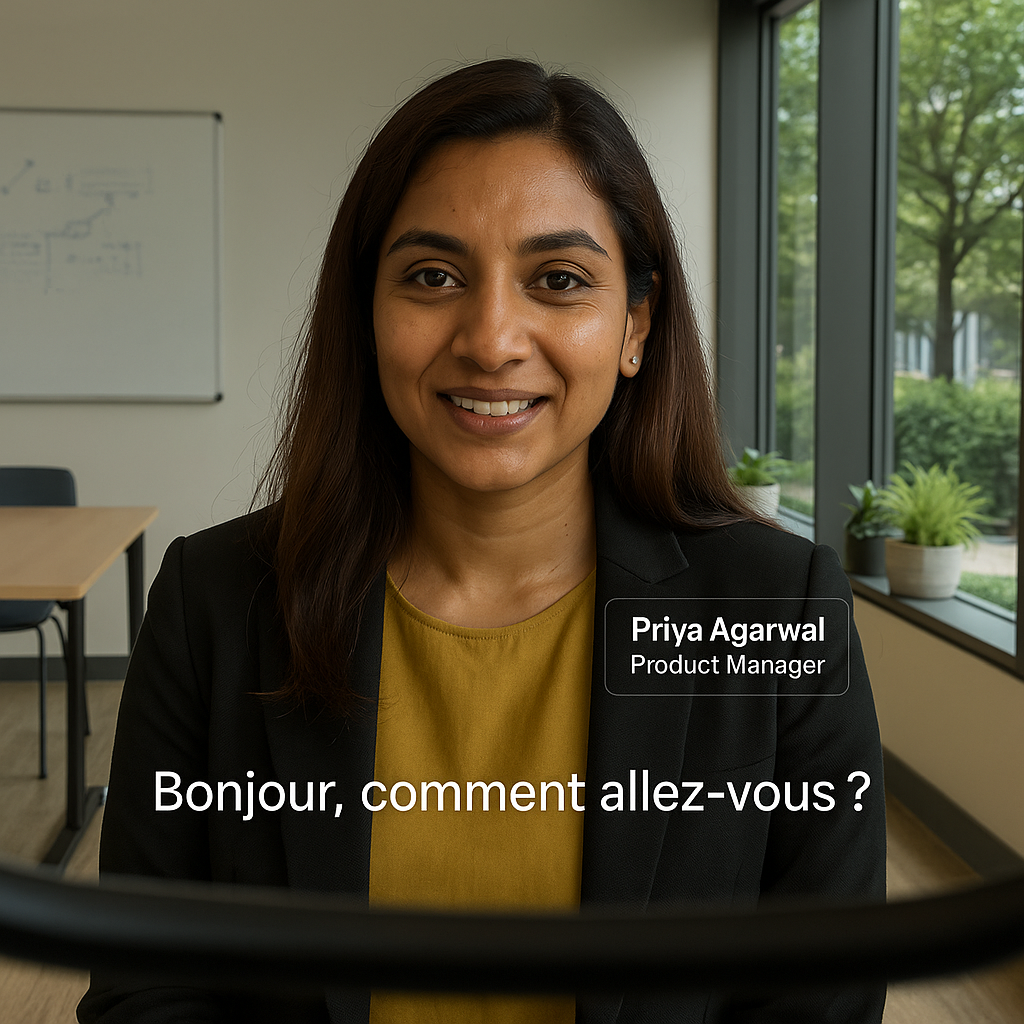 Priya Agarwal
Product Manager
Bonjour, comment allez-vous ?